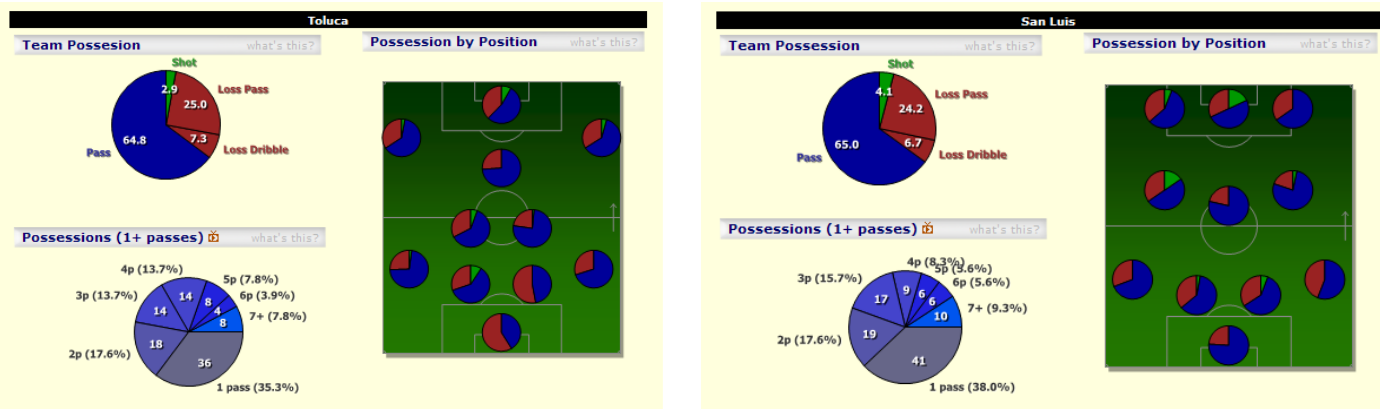 Toluca
Team Possesion what's this?
Possession by Position what's this?
Shot
2.9
25.0
Loss Pass
64.8
7.3
Pass
Loss Dribble
Possessions (1+ passes) what's this?
4p (13.7%)
5p (7.8%)
3p (13.7%)
6p (3.9%)
7+ (7.8%)
14
8
14
4
8
18
2p (17.6%)
36
1 pass (35.3%)
San Luis
Team Possession what's this?
Possession by Position what's this?
Shot
4.1
24.2
Loss Pass
65.0
6.7
Pass
Loss Dribble
Possessions (1+ passes) what's this?
4p (8.3%)
5p (5.6%)
3p (15.7%)
6p (5.6%)
9
6
17
6
7+ (9.3%)
10
19
2p (17.6%)
41
1 pass (38.0%)